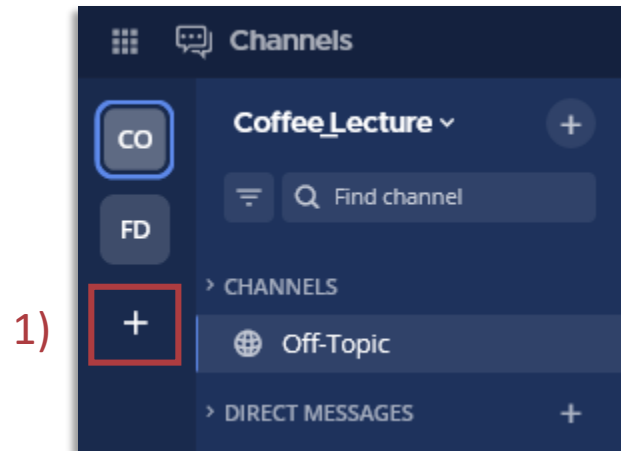 Channels
CO
Coffee_Lecture
+
Find channel
FD
CHANNELS
1)
+
Off-Topic
DIRECT MESSAGES
+